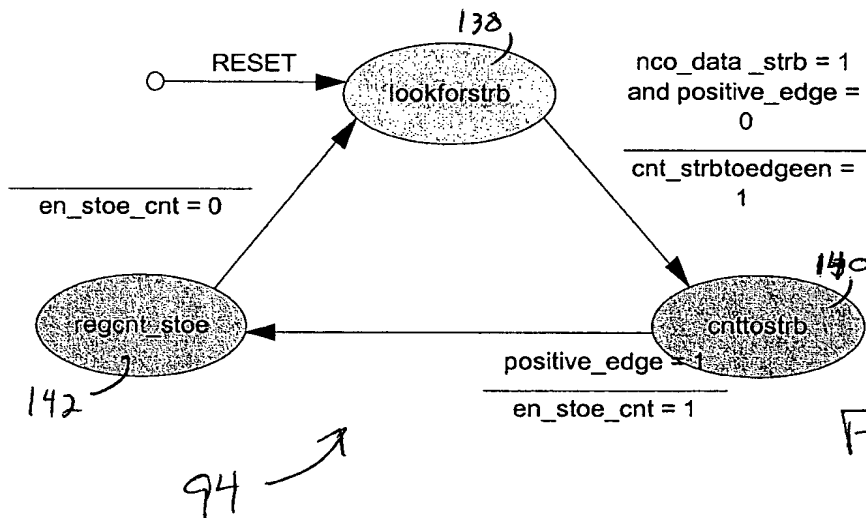 138
RESET
lookforstrb
nco_data _strb = 1
and positive_edge =
0
cnt_strbtoedgeen =
1
en_stoe_cnt = 0
140
regcnt_stoe
cnttostrb
positive_edge = 1
en_stoe_cnt = 1
142
94
F